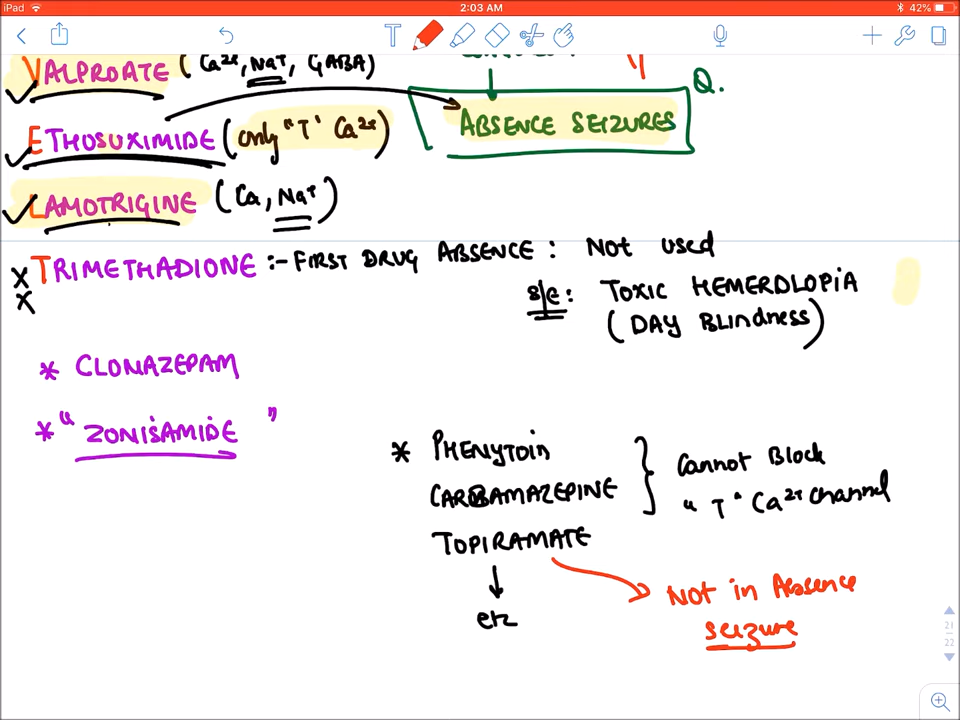 iPad 2:03 AM 42%
T
VALPROATE (Ca2+, Na+, GABA)
Q.
ETHOSUXIMIDE (only "T" Ca2+)
ABSENCE SEIZURES
LAMOTRIGINE (Ca, Na+)
TRIMETHADIONE :- FIRST DRUG ABSENCE : NOT used
S/E : TOXIC HEMERDLOPIA
(DAY BLINDNESS)
* CLONAZEPAM
* " ZONISAMIDE "
* PHENYTOIN
CARBAMAZEPINE
TOPIRAMATE
Cannot Block
"T" Ca2+ channel
etc
NOT in Absence
seizure
21
22